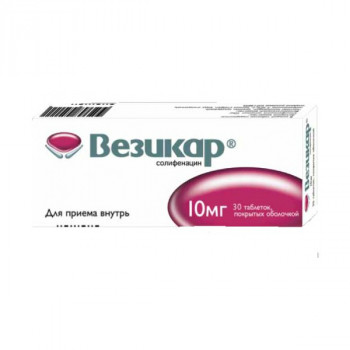 Везикар®
солифенацин
Для приема внутрь
10мг
30 таблеток,
покрытых оболочкой